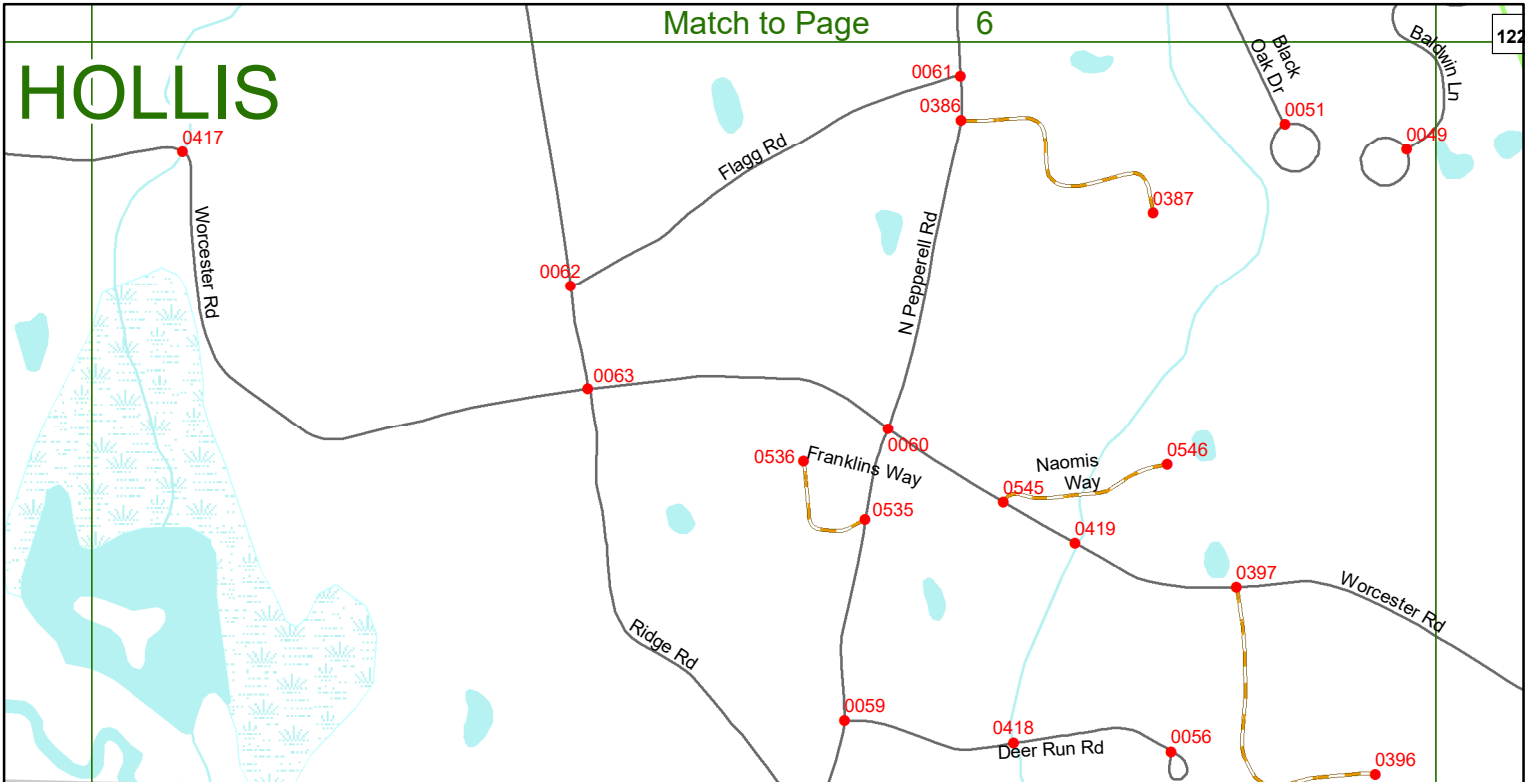 Match to Page 6
122
HOLLIS
Black
Oak Dr
Baldwin Ln
0061
0386
0051
0049
0417
Flagg Rd
0387
Worcester Rd
N Pepperell Rd
0062
0063
0060
0536
Franklins Way
Naomis
Way
0546
0545
0535
0419
0397
Worcester Rd
Ridge Rd
0059
0418
Deer Run Rd
0056
0396